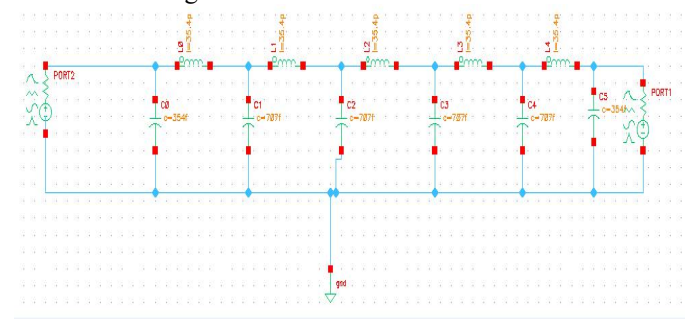 L0
l=35.4p
L1
l=35.4p
L2
l=35.4p
L3
l=35.4p
L4
l=35.4p
PORT2
C0
c=354f
C1
c=707f
C2
c=707f
C3
c=707f
C4
c=707f
C5
c=354f
PORT1
gnd